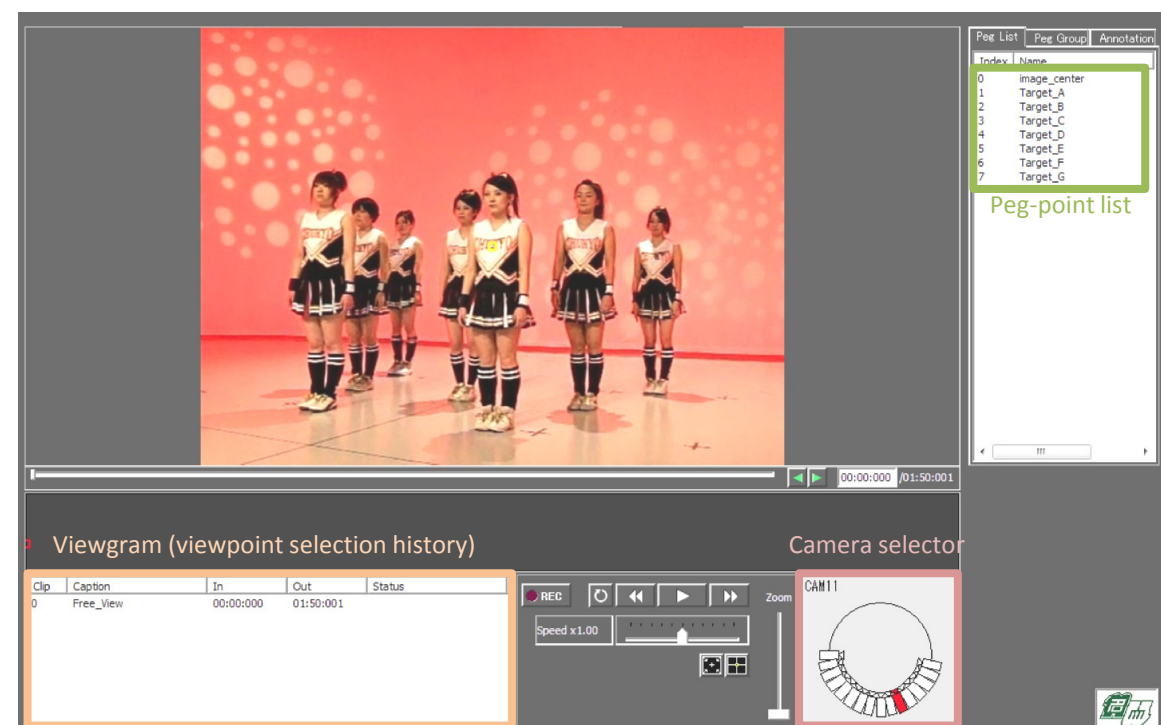 Peg List Peg Group Annotation
Index Name
0 image_center
1 Target_A
2 Target_B
3 Target_C
4 Target_D
5 Target_E
6 Target_F
7 Target_G
Peg-point list
CHUKYO
00:00:000 /01:50:001
Viewgram (viewpoint selection history)
Camera selector
Clip Caption In Out Status
0 Free_View 00:00:000 01:50:001
REC
Zoom
Speed x1.00
CAM11